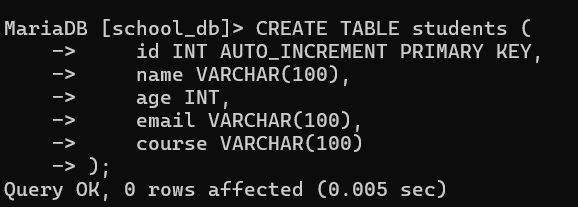 MariaDB [school_db]> CREATE TABLE students (
    ->     id INT AUTO_INCREMENT PRIMARY KEY,
    ->     name VARCHAR(100),
    ->     age INT,
    ->     email VARCHAR(100),
    ->     course VARCHAR(100)
    -> );
Query OK, 0 rows affected (0.005 sec)